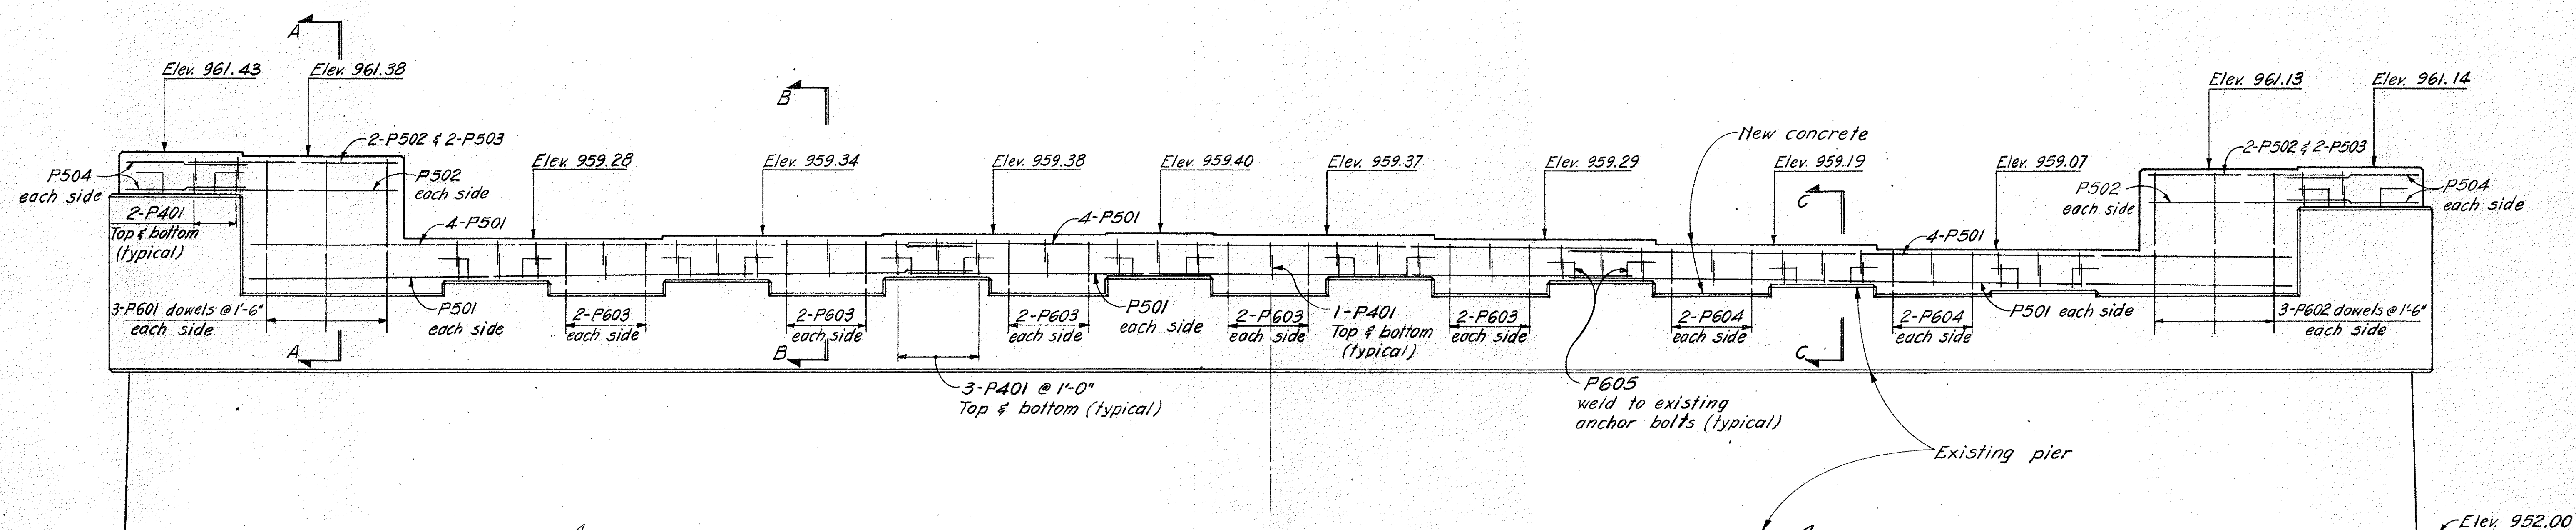 A
B
Elev. 961.43
Elev. 961.38
Elev. 961.13
Elev. 961.14
2-P502 & 2-P503
New concrete
2-P502 & 2-P503
Elev. 959.28
Elev. 959.34
Elev. 959.38
Elev. 959.40
Elev. 959.37
Elev. 959.29
Elev. 959.19
Elev. 959.07
P504
each side
P502
each side
P502
each side
P504
each side
C
2-P401
Top & bottom
(typical)
4-P501
4-P501
4-P501
3-P601 dowels @ 1'-6"
each side
P501
each side
2-P603
each side
2-P603
each side
2-P603
each side
P501
each side
2-P603
each side
1-P401
Top & bottom
(typical)
2-P603
each side
2-P604
each side
2-P604
each side
P501 each side
3-P602 dowels @ 1'-6"
each side
A
B
C
3-P401 @ 1'-0"
Top & bottom (typical)
P605
weld to existing
anchor bolts (typical)
Existing pier
Elev. 952.00